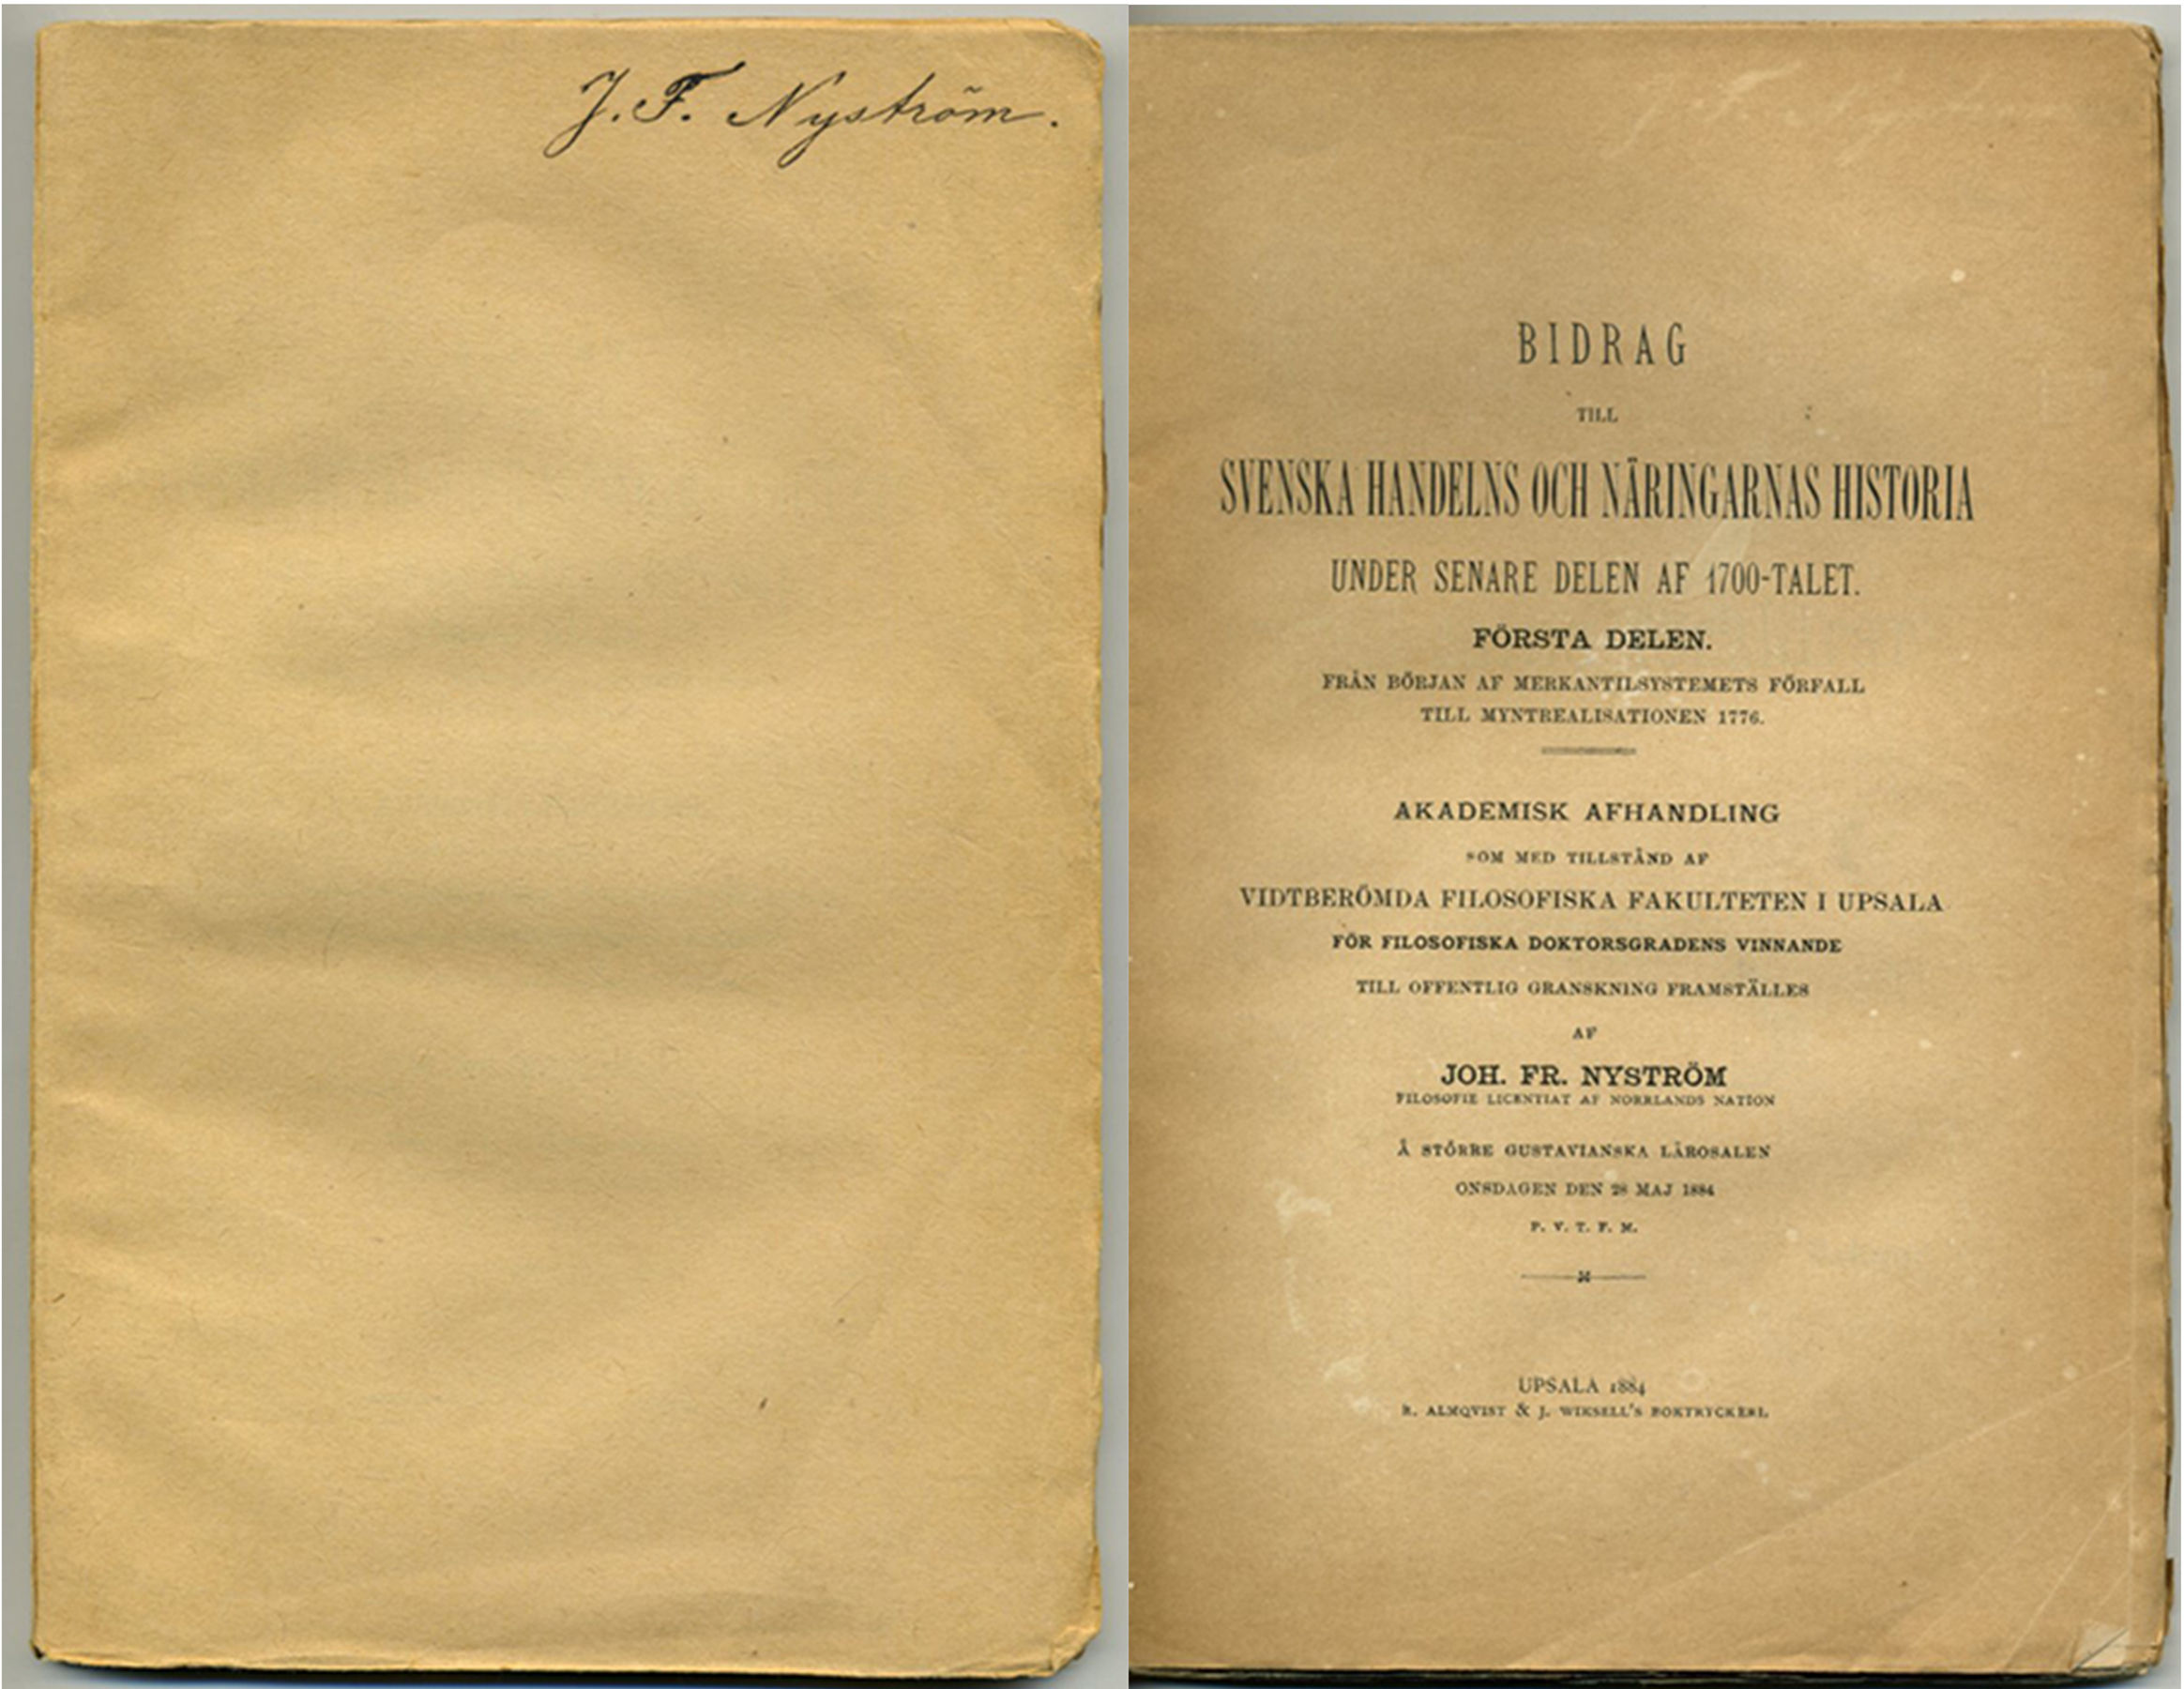 J. F. Nyström.
BIDRAG
TILL
SVENSKA HANDELNS OCH NÄRINGARNAS HISTORIA
UNDER SENARE DELEN AF 1700-TALET.
FÖRSTA DELEN.
FRÅN BÖRJAN AF MERKANTILSYSTEMETS FÖRFALL
TILL MYNTREALISATIONEN 1776.
AKADEMISK AFHANDLING
SOM MED TILLSTÅND AF
VIDTBERÖMDA FILOSOFISKA FAKULTETEN I UPSALA
FÖR FILOSOFISKA DOKTORSGRADENS VINNANDE
TILL OFFENTLIG GRANSKNING FRAMSTÄLLES
AF
JOH. FR. NYSTRÖM
FILOSOFIE LICENTIAT AF NORRLANDS NATION
Å STÖRRE GUSTAVIANSKA LÄROSALEN
ONSDAGEN DEN 28 MAJ 1884
P. V. T. F. M.
UPSALA 1884
R. ALMQVIST & J. WIKSELL'S BOKTRYCKERI.